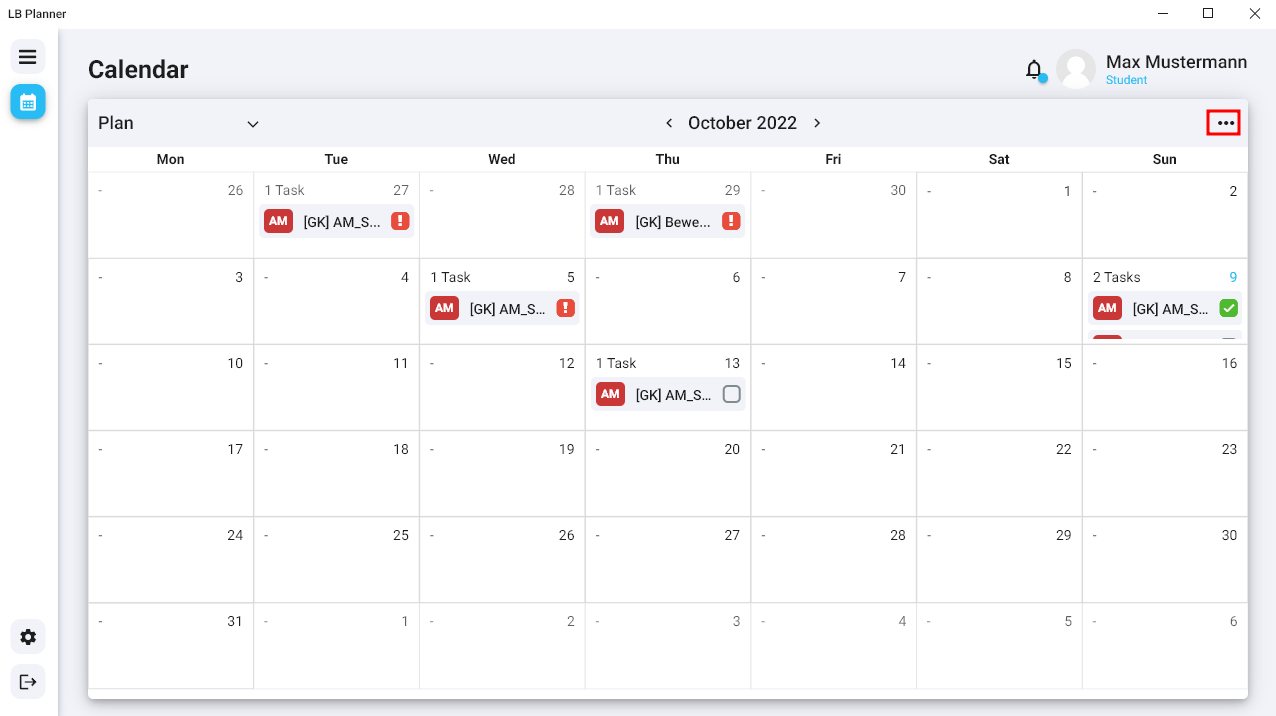 LB Planner
Calendar
Max Mustermann
Student
Plan
October 2022
Mon Tue Wed Thu Fri Sat Sun
- 26 1 Task 27 - 28 1 Task 29 - 30 - 1 - 2
AM [GK] AM_S... ! AM [GK] Bewe... !
- 3 - 4 1 Task 5 - 6 - 7 - 8 2 Tasks 9
AM [GK] AM_S... ! AM [GK] AM_S...
- 10 - 11 - 12 1 Task 13 - 14 - 15 - 16
AM [GK] AM_S...
- 17 - 18 - 19 - 20 - 21 - 22 - 23
- 24 - 25 - 26 - 27 - 28 - 29 - 30
- 31 - 1 - 2 - 3 - 4 - 5 - 6